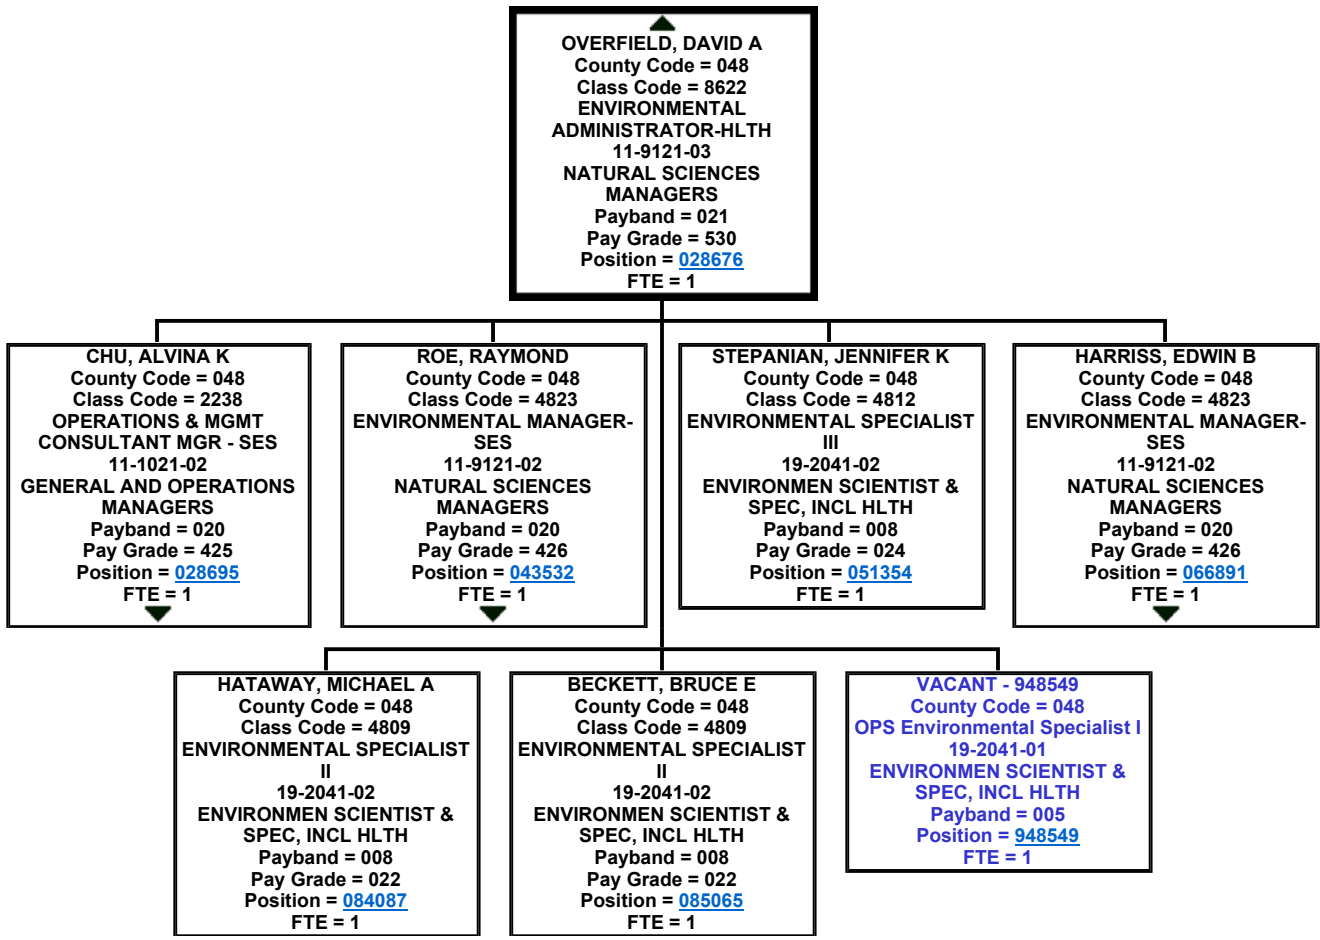 OVERFIELD, DAVID A
County Code = 048
Class Code = 8622
ENVIRONMENTAL
ADMINISTRATOR-HLTH
11-9121-03
NATURAL SCIENCES
MANAGERS
Payband = 021
Pay Grade = 530
Position = 028676
FTE = 1
CHU, ALVINA K
County Code = 048
Class Code = 2238
OPERATIONS & MGMT
CONSULTANT MGR - SES
11-1021-02
GENERAL AND OPERATIONS
MANAGERS
Payband = 020
Pay Grade = 425
Position = 028695
FTE = 1
ROE, RAYMOND
County Code = 048
Class Code = 4823
ENVIRONMENTAL MANAGER-
SES
11-9121-02
NATURAL SCIENCES
MANAGERS
Payband = 020
Pay Grade = 426
Position = 043532
FTE = 1
STEPANIAN, JENNIFER K
County Code = 048
Class Code = 4812
ENVIRONMENTAL SPECIALIST
III
19-2041-02
ENVIRONMEN SCIENTIST &
SPEC, INCL HLTH
Payband = 008
Pay Grade = 024
Position = 051354
FTE = 1
HARRISS, EDWIN B
County Code = 048
Class Code = 4823
ENVIRONMENTAL MANAGER-
SES
11-9121-02
NATURAL SCIENCES
MANAGERS
Payband = 020
Pay Grade = 426
Position = 066891
FTE = 1
HATAWAY, MICHAEL A
County Code = 048
Class Code = 4809
ENVIRONMENTAL SPECIALIST
II
19-2041-02
ENVIRONMEN SCIENTIST &
SPEC, INCL HLTH
Payband = 008
Pay Grade = 022
Position = 084087
FTE = 1
BECKETT, BRUCE E
County Code = 048
Class Code = 4809
ENVIRONMENTAL SPECIALIST
II
19-2041-02
ENVIRONMEN SCIENTIST &
SPEC, INCL HLTH
Payband = 008
Pay Grade = 022
Position = 085065
FTE = 1
VACANT - 948549
County Code = 048
OPS Environmental Specialist I
19-2041-01
ENVIRONMEN SCIENTIST &
SPEC, INCL HLTH
Payband = 005
Position = 948549
FTE = 1